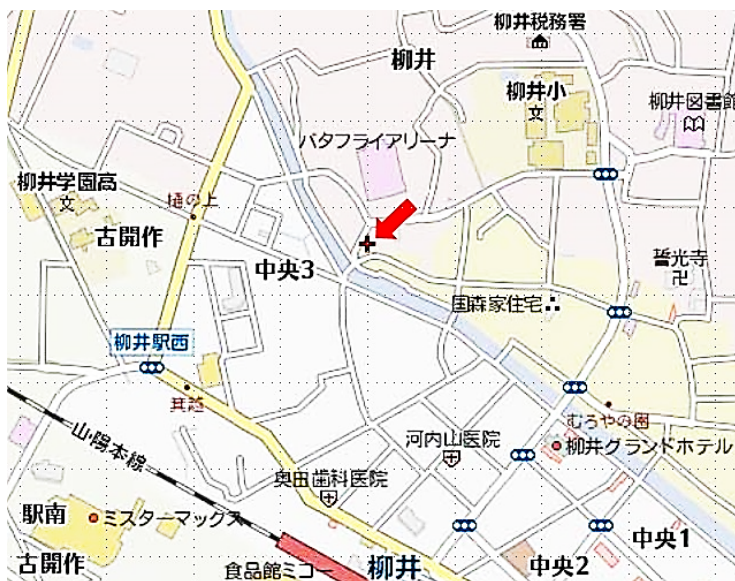 柳井税務署
柳井
柳井小
文
柳井図書館
バタフライアリーナ
柳井学園高
文
樋の上
古開作
中央3
誓光寺
卍
国森家住宅
柳井駅西
箕越
むろやの園
河内山医院
柳井グランドホテル
山陽本線
奥田歯科医院
駅南
ミスターマックス
中央1
古開作
食品館ミコー
柳井
中央2